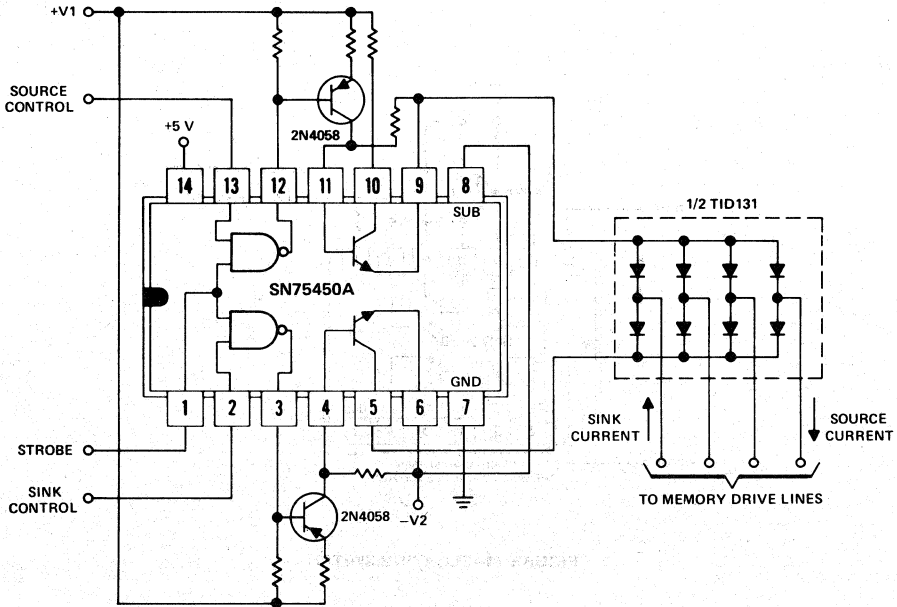 +V1
SOURCE
CONTROL
+5 V
2N4058
14 13 12 11 10 9 8
SUB
1/2 TID131
SN75450A
GND
1 2 3 4 5 6 7
STROBE
SINK
CONTROL
2N4058
−V2
SINK
CURRENT
SOURCE
CURRENT
TO MEMORY DRIVE LINES